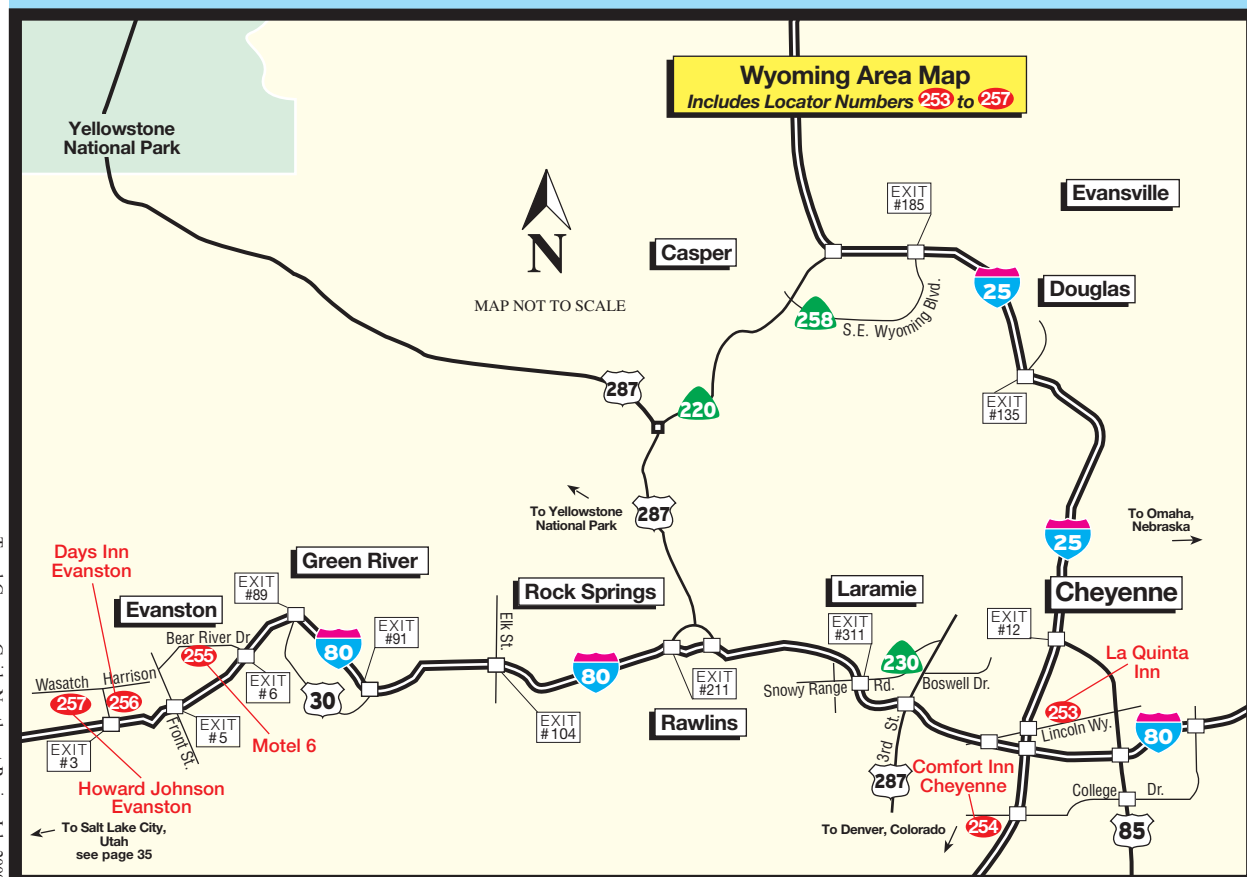 Wyoming Area Map
Includes Locator Numbers 253 to 257
Yellowstone
National Park
N
MAP NOT TO SCALE
Casper
EXIT
#185
Evansville
25
Douglas
258
S.E. Wyoming Blvd.
287
220
EXIT
#135
To Yellowstone
National Park
287
25
To Omaha,
Nebraska
Days Inn
Evanston
Evanston
EXIT
#89
Green River
Rock Springs
Laramie
Cheyenne
Bear River Dr.
255
80
EXIT
#91
Elk St.
80
EXIT
#311
230
EXIT
#12
La Quinta
Inn
Wasatch
Harrison
257
256
EXIT
#6
30
EXIT
#211
Snowy Range Rd.
Boswell Dr.
253
Lincoln Wy.
80
EXIT
#3
Front St.
EXIT
#5
Motel 6
EXIT
#104
Rawlins
3rd St.
287
Howard Johnson
Evanston
Comfort Inn
Cheyenne
254
College Dr.
85
To Salt Lake City,
Utah
see page 35
To Denver, Colorado